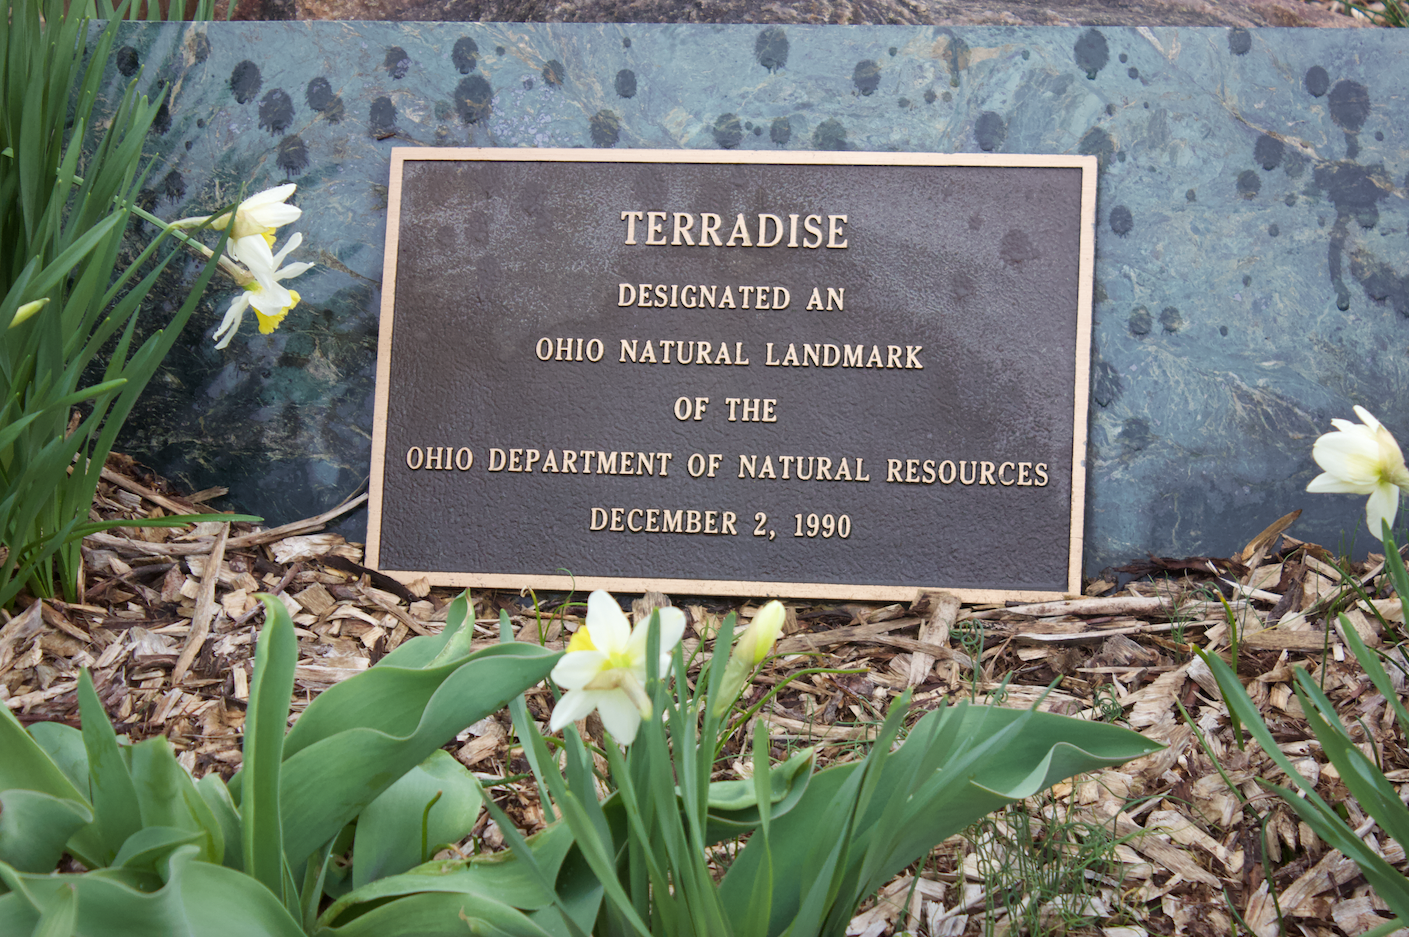 TERRADISE
DESIGNATED AN
OHIO NATURAL LANDMARK
OF THE
OHIO DEPARTMENT OF NATURAL RESOURCES
DECEMBER 2, 1990